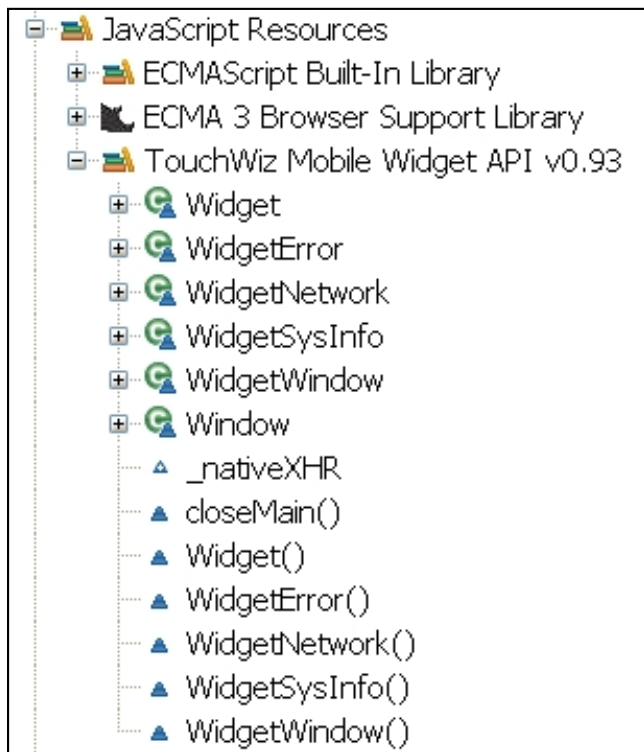 JavaScript Resources
ECMAScript Built-In Library
ECMA 3 Browser Support Library
TouchWiz Mobile Widget API v0.93
Widget
WidgetError
WidgetNetwork
WidgetSysInfo
WidgetWindow
Window
_nativeXHR
closeMain()
Widget()
WidgetError()
WidgetNetwork()
WidgetSysInfo()
WidgetWindow()